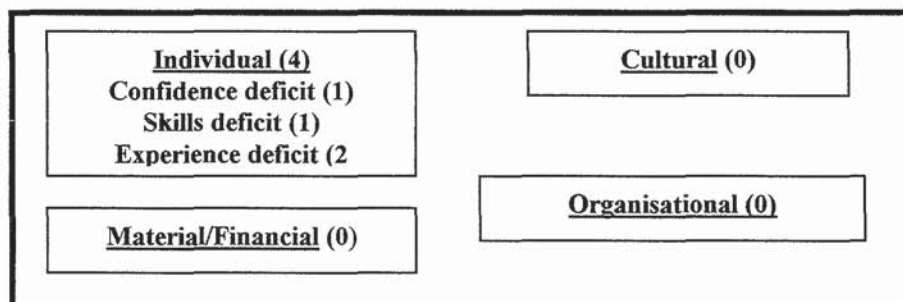 Individual (4)
Confidence deficit (1)
Skills deficit (1)
Experience deficit (2
Cultural (0)
Material/Financial (0)
Organisational (0)